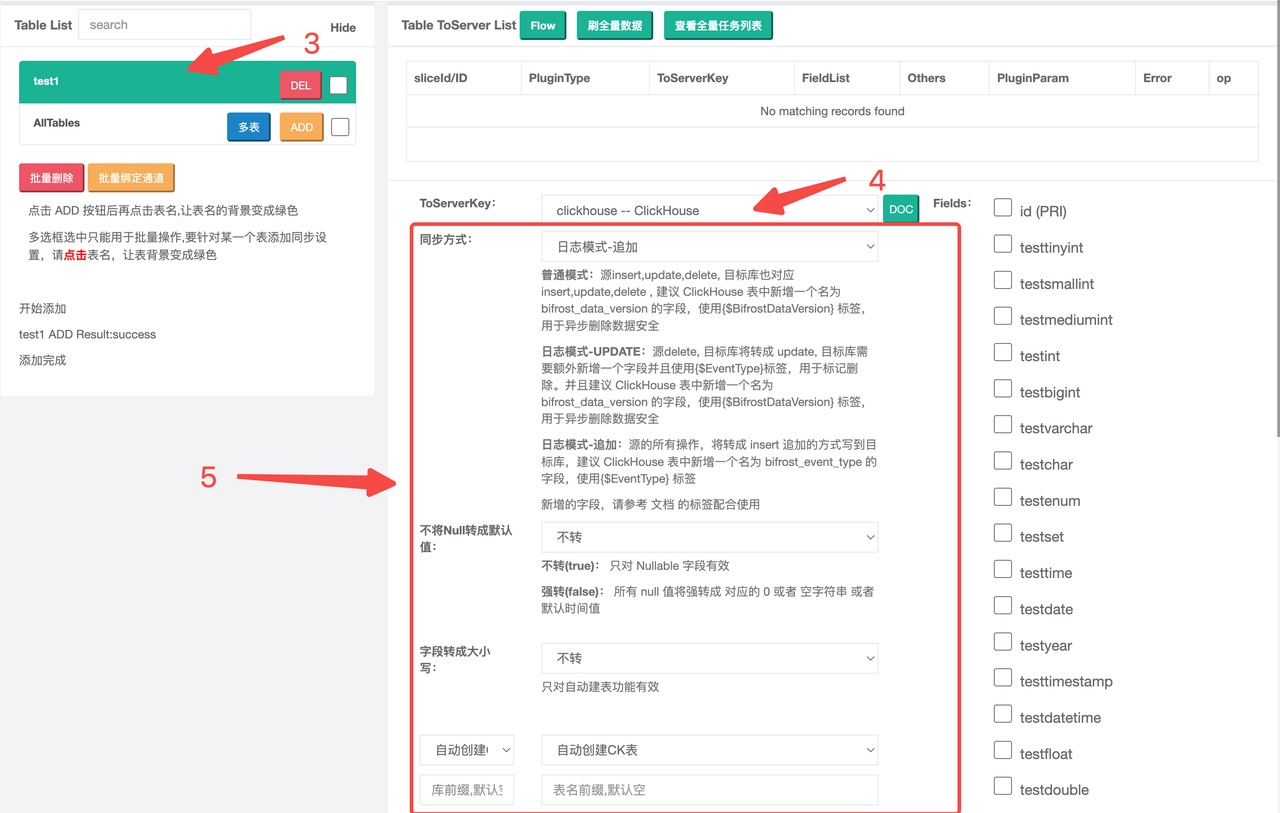 Table List
search
Hide
3
test1
DEL
AllTables
多表
ADD
批量删除
批量绑定通道
点击 ADD 按钮后再点击表名,让表名的背景变成绿色
多选框选中只能用于批量操作,要针对某一个表添加同步设
置，请点击表名，让表背景变成绿色
开始添加
test1 ADD Result:success
添加完成
Table ToServer List
Flow
刷全量数据
查看全量任务列表
sliceId/ID
PluginType
ToServerKey
FieldList
Others
PluginParam
Error
op
No matching records found
4
ToServerKey：
clickhouse -- ClickHouse
DOC
5
同步方式：
日志模式-追加
普通模式：源insert,update,delete, 目标库也对应
insert,update,delete , 建议 ClickHouse 表中新增一个名为
bifrost_data_version 的字段，使用{$BifrostDataVersion} 标签，
用于异步删除数据安全
日志模式-UPDATE：源delete, 目标库将转成 update, 目标库需
要额外新增一个字段并且使用{$EventType}标签，用于标记删
除。并且建议 ClickHouse 表中新增一个名为
bifrost_data_version 的字段，使用{$BifrostDataVersion} 标签，
用于异步删除数据安全
日志模式-追加：源的所有操作，将转成 insert 追加的方式写到目
标库，建议 ClickHouse 表中新增一个名为 bifrost_event_type 的
字段，使用{$EventType} 标签
新增的字段，请参考 文档 的标签配合使用
不将Null转成默认
值：
不转
不转(true)： 只对 Nullable 字段有效
强转(false)： 所有 null 值将强转成 对应的 0 或者 空字符串 或者
默认时间值
字段转成大小
写：
不转
只对自动建表功能有效
自动创建
自动创建CK表
库前缀,默认
表名前缀,默认空
Fields：
id (PRI)
testtinyint
testsmallint
testmediumint
testint
testbigint
testvarchar
testchar
testenum
testset
testtime
testdate
testyear
testtimestamp
testdatetime
testfloat
testdouble